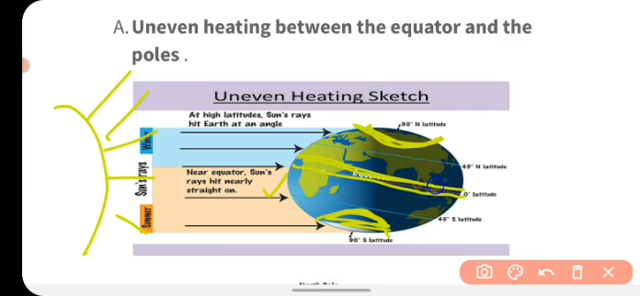 A. Uneven heating between the equator and the
poles .
Uneven Heating Sketch
At high latitudes, Sun's rays
hit Earth at an angle
90° N latitude
45° N latitude
Near equator, Sun's
rays hit nearly
straight on.
0° latitude
45° S latitude
90° S latitude
Sun's rays
Summer